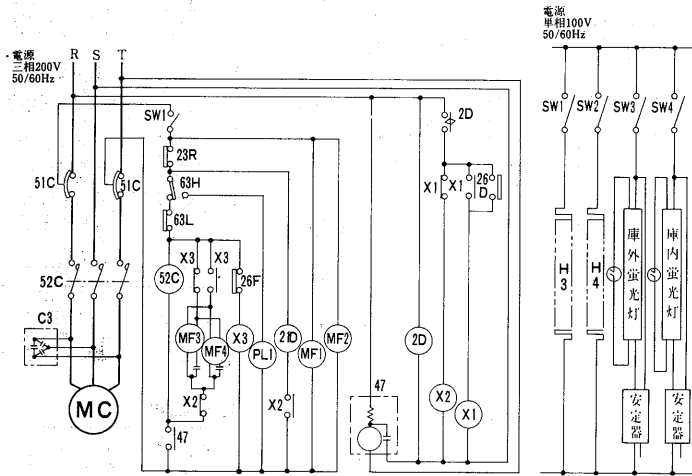 電源
単相100V
50/60Hz
電源
三相200V
50/60Hz
R S T
SW1
2D
SW1 SW2 SW3 SW4
23R
63H
51C
51C
X1
X1
26
D
63L
X3
X3
52C
26F
52C
H
3
H
4
庫外蛍光灯
庫内蛍光灯
C3
MF3
MF4
X3
PL1
21D
MF1
MF2
2D
MC
X2
X2
47
47
X2
X1
安定器
安定器